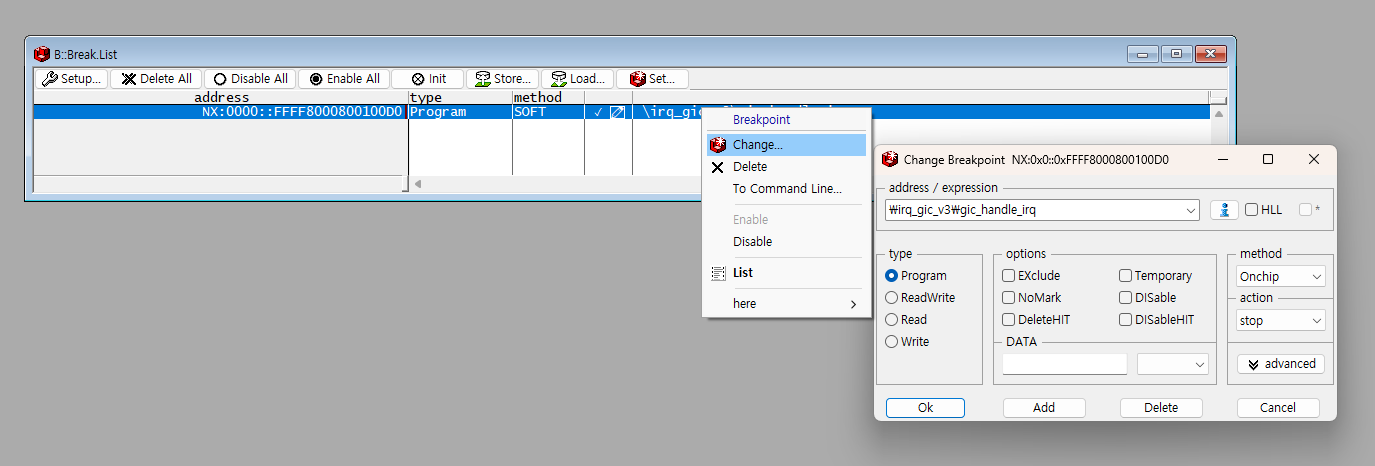 B::Break.List
Setup... Delete All Disable All Enable All Init Store... Load... Set...
address type method
NX:0000::FFFF8000800100D0 Program SOFT ✓ \irq_gic
Breakpoint
Change...
Delete
To Command Line...
Enable
Disable
List
here
Change Breakpoint NX:0x0::0xFFFF8000800100D0
address / expression
₩irq_gic_v3₩gic_handle_irq HLL *
type options method
Program EXclude Temporary Onchip
ReadWrite NoMark DISable action
Read DeleteHIT DISableHIT stop
Write DATA
advanced
Ok Add Delete Cancel